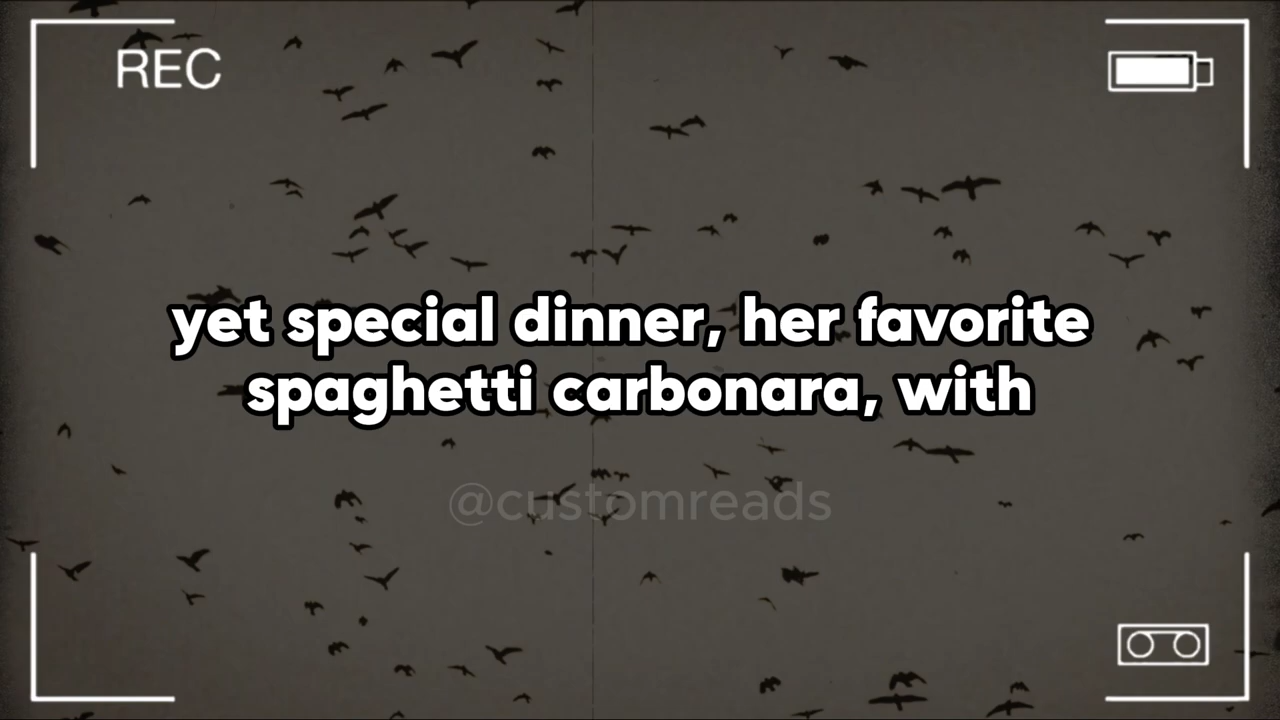 REC
yet special dinner, her favorite
spaghetti carbonara, with
@customreads